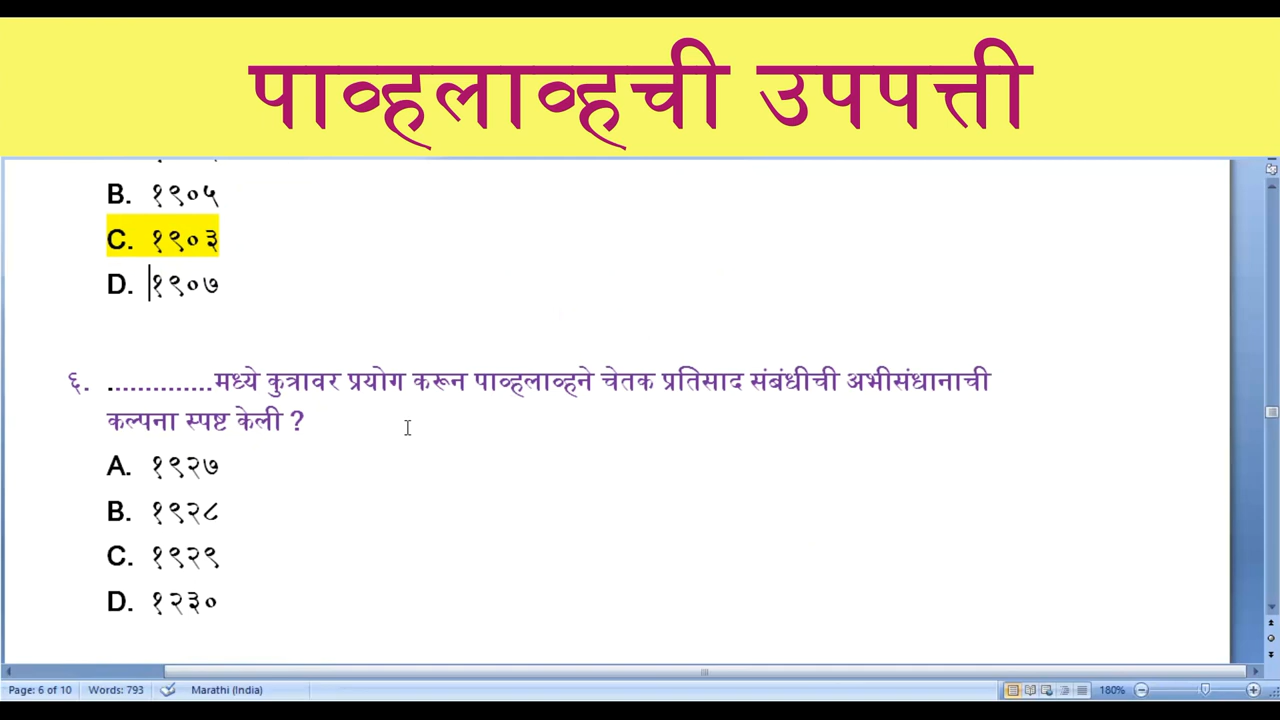 पाव्हलाव्हची उपपत्ती
B. १९०५
C. १९०३
D. १९०७
६. ..............मध्ये कुत्रावर प्रयोग करून पाव्हलाव्हने चेतक प्रतिसाद संबंधीची अभीसंधानाची
कल्पना स्पष्ट केली ?
A. १९२७
B. १९२८
C. १९२९
D. १२३०
Page: 6 of 10 Words: 793 Marathi (India) 180%